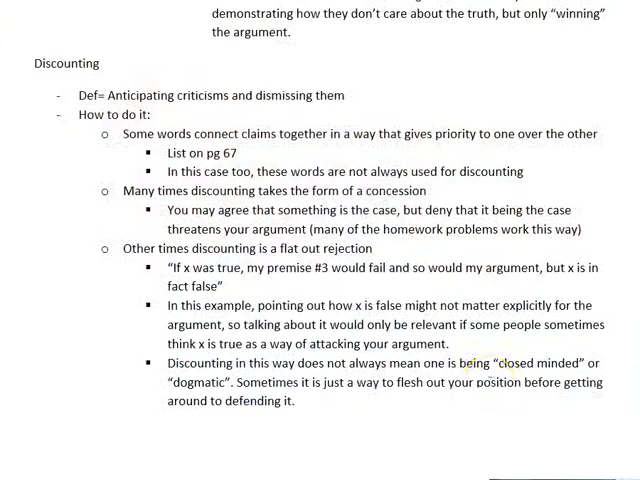 demonstrating how they don't care about the truth, but only "winning"
the argument.
Discounting
- Def= Anticipating criticisms and dismissing them
- How to do it:
o Some words connect claims together in a way that gives priority to one over the other
▪ List on pg 67
▪ In this case too, these words are not always used for discounting
o Many times discounting takes the form of a concession
▪ You may agree that something is the case, but deny that it being the case
threatens your argument (many of the homework problems work this way)
o Other times discounting is a flat out rejection
▪ "If x was true, my premise #3 would fail and so would my argument, but x is in
fact false"
▪ In this example, pointing out how x is false might not matter explicitly for the
argument, so talking about it would only be relevant if some people sometimes
think x is true as a way of attacking your argument.
▪ Discounting in this way does not always mean one is being "closed minded" or
"dogmatic". Sometimes it is just a way to flesh out your position before getting
around to defending it.